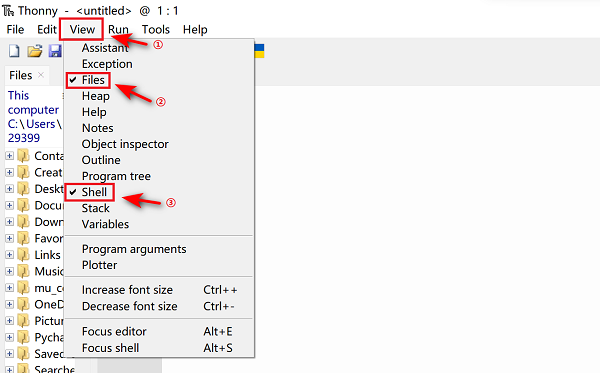 Thonny - <untitled> @ 1 : 1
File Edit View Run Tools Help
①
Assistant
Exception
Files ×
✔ Files
②
This
computer
C:\Users\
29399
Heap
Help
Notes
Object inspector
Outline
Program tree
✔ Shell
③
Stack
Variables
Program arguments
Plotter
Increase font size Ctrl++
Decrease font size Ctrl+-
Focus editor Alt+E
Focus shell Alt+S
Conta
Creat
Deskt
Docu
Down
Favor
Links
Music
mu_co
OneD
Pictur
Pycha
Saved
Searche